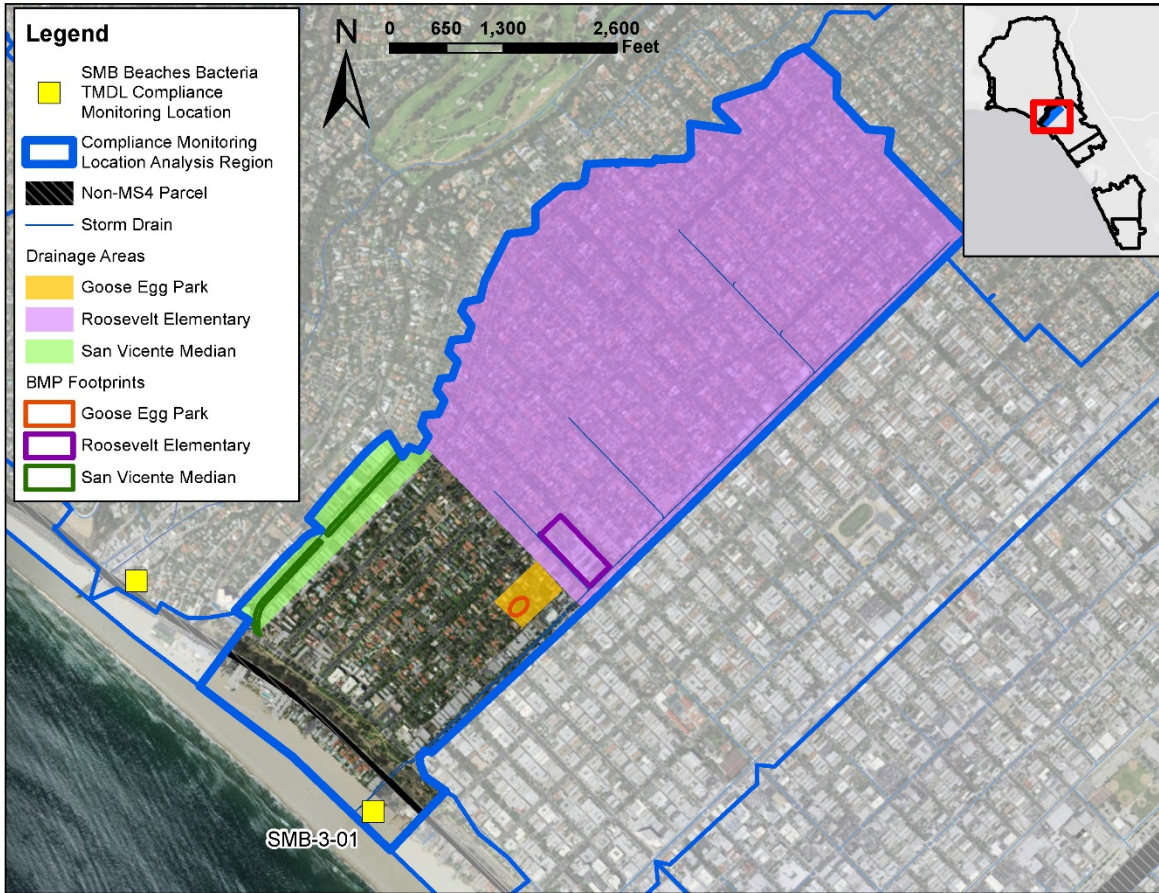 Legend
SMB Beaches Bacteria
TMDL Compliance
Monitoring Location
Compliance Monitoring
Location Analysis Region
Non-MS4 Parcel
Storm Drain
Drainage Areas
Goose Egg Park
Roosevelt Elementary
San Vicente Median
BMP Footprints
Goose Egg Park
Roosevelt Elementary
San Vicente Median
N
0 650 1,300 2,600
Feet
SMB-3-01